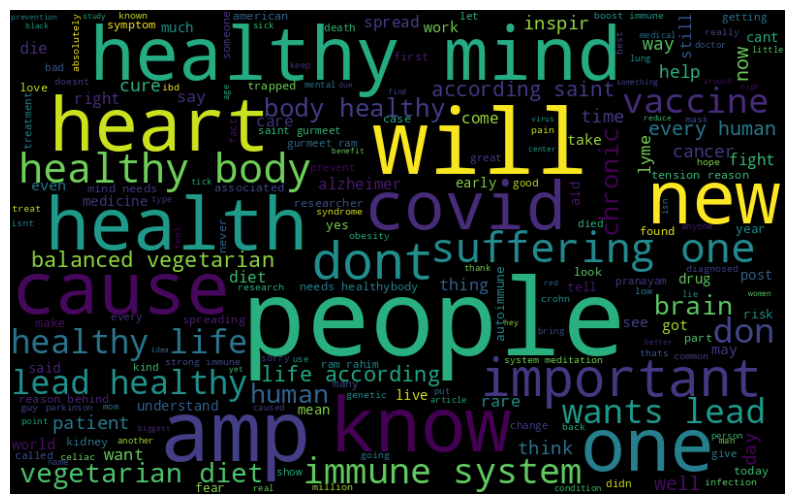 prevention
study
known
much
american
let
boost immune
getting
black
absolutely
symptom
someone
sick
death
spread
work
best
medical
cant
really
doctor
little
healthy mind
inspir
way
still
now
die
bad
doesnt
cure
ibd
first
keep
lung
something
help
according saint
love
treatment
trapped
age
mental
due
find
around
high
heart
right
say
body healthy
time
vaccine
care
fact
come
case
virus
pain
mask
reduce
every human
saint gurmeet
gurmeet ram
will
take
chronic
lyme
cancer
hope
fight
healthy body
prevent
benefit
center
great
tension reason
even
mind needs
tick
associated
alzheimer
early
good
aid
new
medicine
type
researcher
treat
never
syndrome
covid
died
isn
anyone
isnt
health
feel
yes
found
year
obesity
dont
suffering one
balanced vegetarian
thank
look
pranayam
diagnosed
drug
post
diet
thing
research
needs healthybody
crohn
red
tell
low
lie
women
cause
autoimmune
people
hey
bring
brain
risk
don
make
spreading
every
see
got
part
may
healthy life
idea
strong immune
sorry
use
system meditation
thats
common
better
said
yet
ram rahim
lead healthy
kind
life according
important
reason behind
human
many
genetic
live
put
article
rare
wants lead
guy parkinson
mom
understand
mean
point
patient
caused
change
back
person
man
day
world
kidney
another
biggest
amp
know
think
give
one
called
celiac
want
going
didn
today
name
show
vegetarian diet
fear
real
million
immune system
condition
well
infection